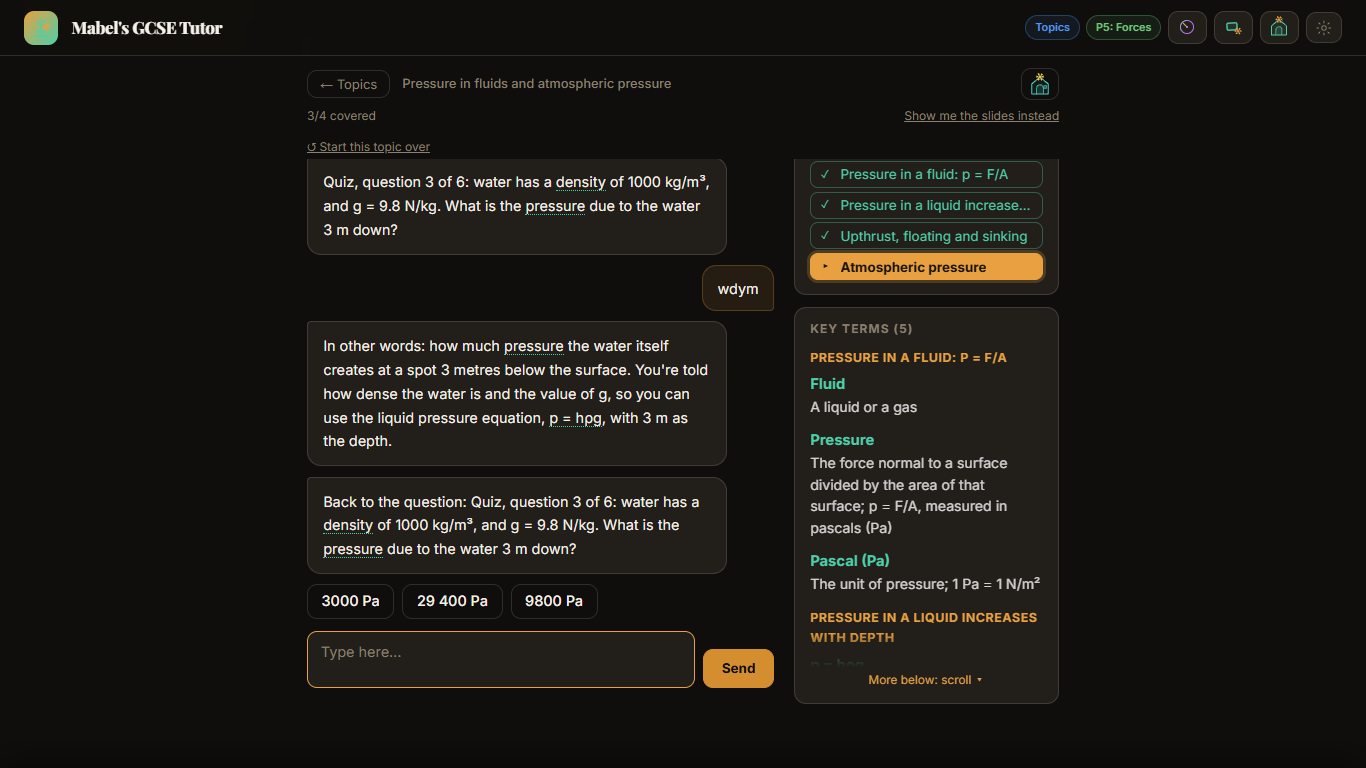 Mabel's GCSE Tutor
Topics
P5: Forces
← Topics
Pressure in fluids and atmospheric pressure
3/4 covered
Show me the slides instead
↺ Start this topic over
Quiz, question 3 of 6: water has a density of 1000 kg/m³,
and g = 9.8 N/kg. What is the pressure due to the water
3 m down?
wdym
In other words: how much pressure the water itself
creates at a spot 3 metres below the surface. You're told
how dense the water is and the value of g, so you can
use the liquid pressure equation, p = hρg, with 3 m as
the depth.
Back to the question: Quiz, question 3 of 6: water has a
density of 1000 kg/m³, and g = 9.8 N/kg. What is the
pressure due to the water 3 m down?
3000 Pa
29 400 Pa
9800 Pa
Type here...
Send
✓ Pressure in a fluid: p = F/A
✓ Pressure in a liquid increase...
✓ Upthrust, floating and sinking
‣ Atmospheric pressure
KEY TERMS (5)
PRESSURE IN A FLUID: P = F/A
Fluid
A liquid or a gas
Pressure
The force normal to a surface
divided by the area of that
surface; p = F/A, measured in
pascals (Pa)
Pascal (Pa)
The unit of pressure; 1 Pa = 1 N/m²
PRESSURE IN A LIQUID INCREASES
WITH DEPTH
p = hρg
More below: scroll ▾